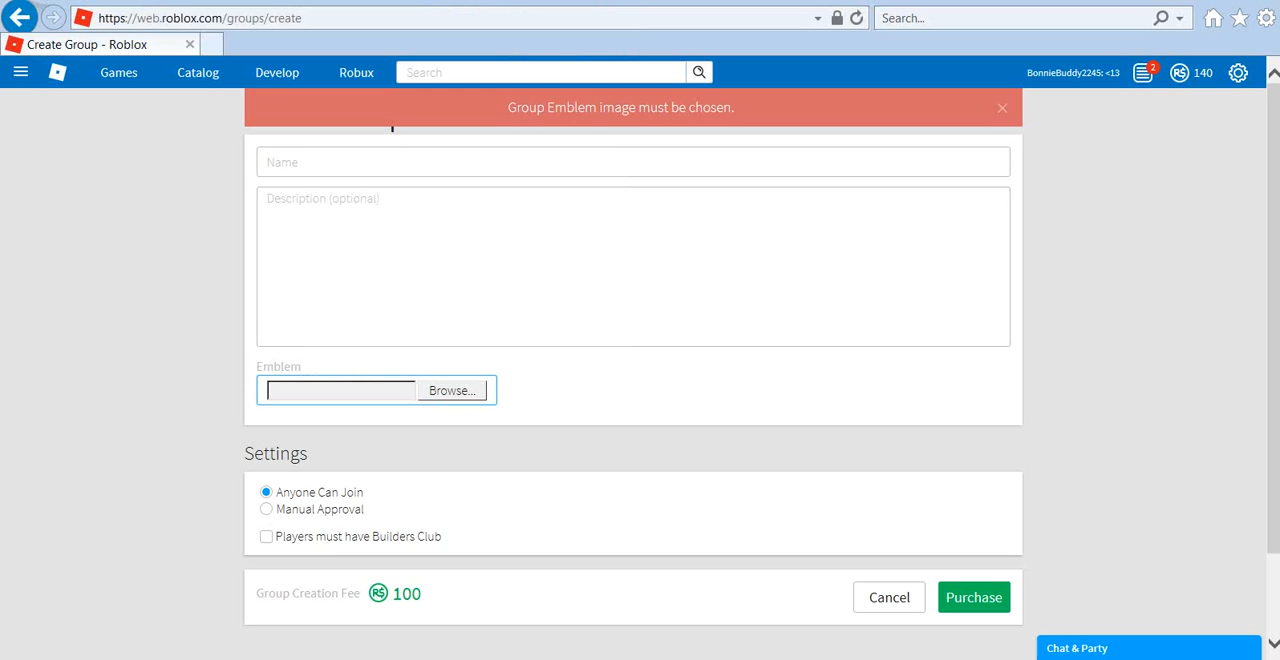 https://web.roblox.com/groups/create
Search...
Create Group - Roblox
Games Catalog Develop Robux Search BonnieBuddy2245: <13 2 R$ 140
Group Emblem image must be chosen.
Name
Description (optional)
Emblem
Browse...
Settings
Anyone Can Join
Manual Approval
Players must have Builders Club
Group Creation Fee R$ 100 Cancel Purchase
Chat & Party